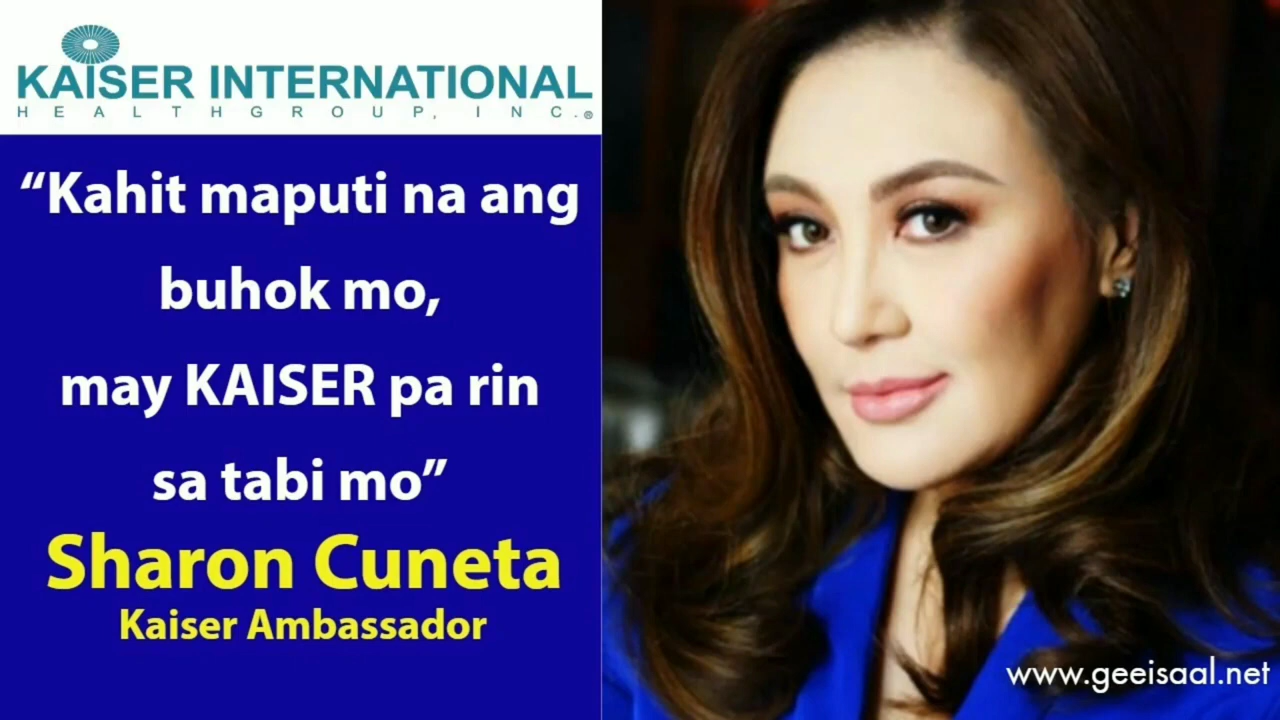 KAISER INTERNATIONAL
HEALTHGROUP, INC.®
“Kahit maputi na ang
buhok mo,
may KAISER pa rin
sa tabi mo”
Sharon Cuneta
Kaiser Ambassador
www.geeisaal.net